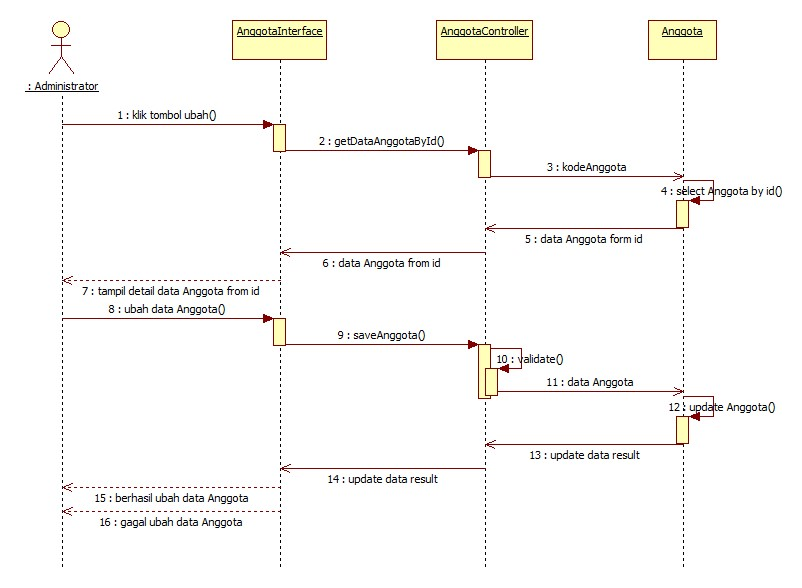 AnggotaInterface
AnggotaController
Anggota
: Administrator
1 : klik tombol ubah()
2 : getDataAnggotaById()
3 : kodeAnggota
4 : select Anggota by id()
5 : data Anggota form id
6 : data Anggota from id
7 : tampil detail data Anggota from id
8 : ubah data Anggota()
9 : saveAnggota()
10 : validate()
11 : data Anggota
12 : update Anggota()
13 : update data result
14 : update data result
15 : berhasil ubah data Anggota
16 : gagal ubah data Anggota